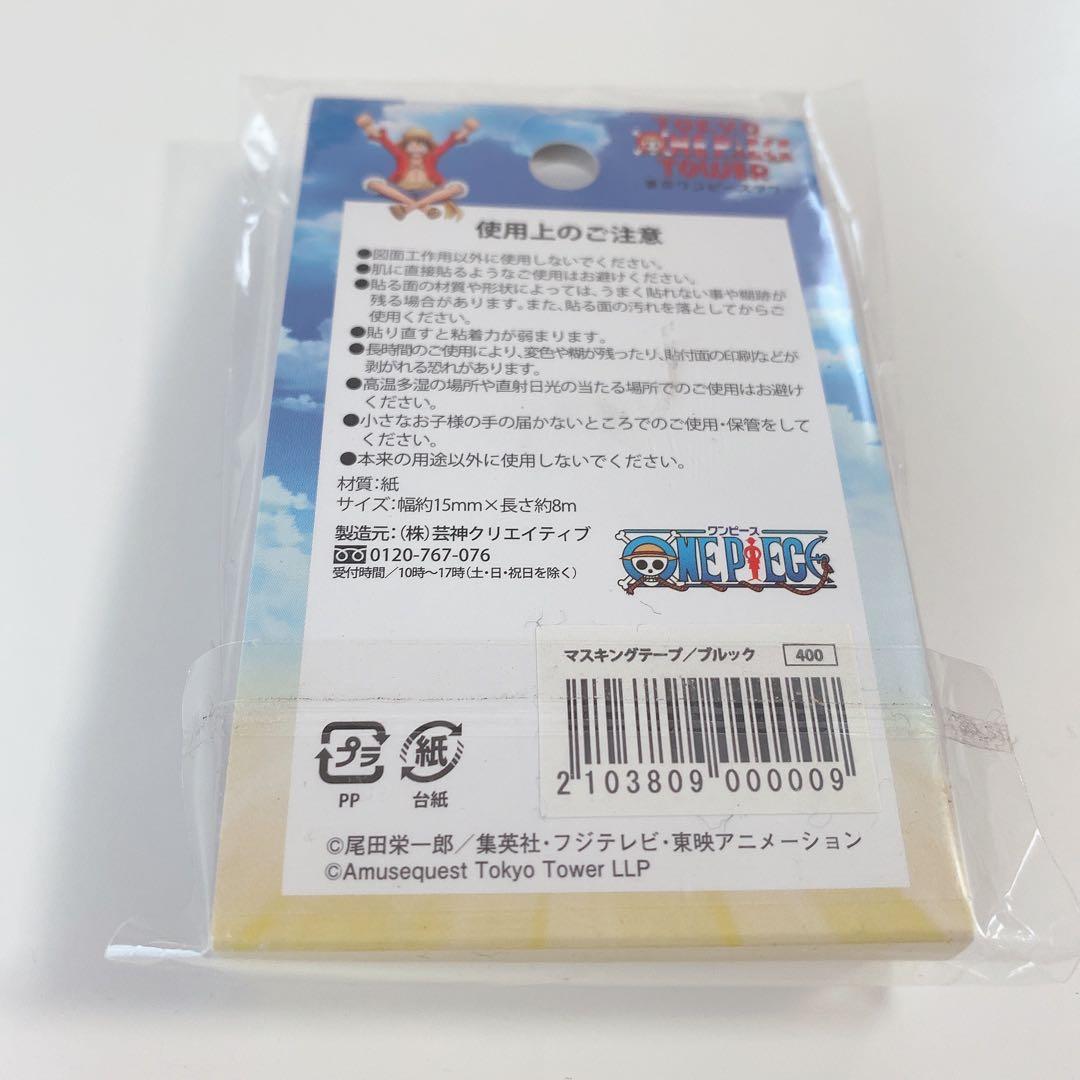 TOKYO
ONE PIECE
TOWER
東京ワンピースタワー
使用上のご注意
●図面工作用以外に使用しないでください。
●肌に直接貼るようなご使用はお避けください。
●貼る面の材質や形状によっては、うまく貼れない事や糊跡が
残る場合があります。また、貼る面の汚れを落としてからご
使用ください。
●貼り直すと粘着力が弱まります。
●長時間のご使用により、変色や糊が残ったり、貼付面の印刷などが
剥がれる恐れがあります。
●高温多湿の場所や直射日光の当たる場所でのご使用はお避け
ください。
●小さなお子様の手の届かないところでのご使用・保管をして
ください。
●本来の用途以外に使用しないでください。
材質:紙
サイズ:幅約15mm×長さ約8m
製造元:(株)芸神クリエイティブ
0120-767-076
受付時間/10時〜17時(土・日・祝日を除く)
ワンピース
ONE PIECE
マスキングテープ/ブルック 400
2 103809 000009
プラ
PP
紙
台紙
©尾田栄一郎/集英社・フジテレビ・東映アニメーション
©Amusequest Tokyo Tower LLP